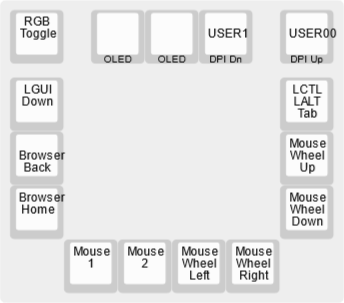 RGB
Toggle
USER1
USER00
OLED
OLED
DPI Dn
DPI Up
LGUI
Down
LCTL
LALT
Tab
Browser
Back
Mouse
Wheel
Up
Browser
Home
Mouse
Wheel
Down
Mouse
1
Mouse
2
Mouse
Wheel
Left
Mouse
Wheel
Right